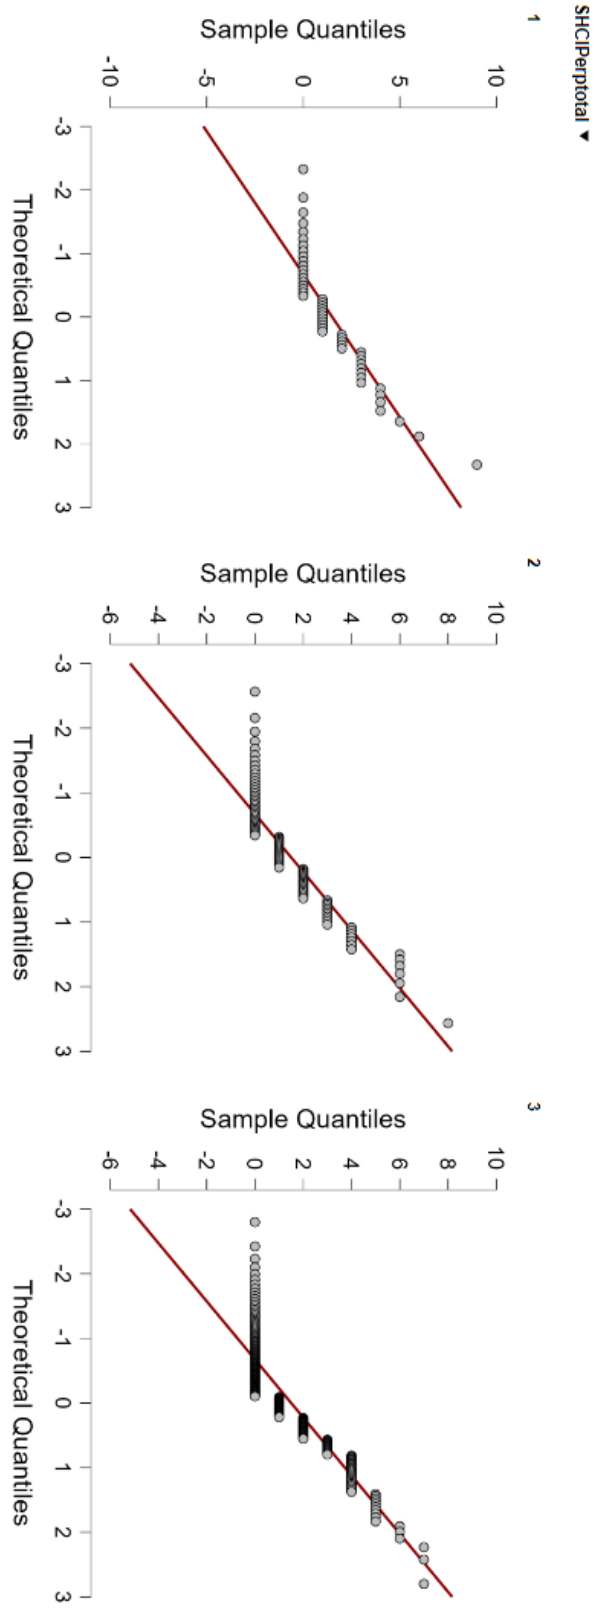 SHCIPerptotal ▼
1
Sample Quantiles
10
5
0
-5
-10
-3 -2 -1 0 1 2 3
Theoretical Quantiles
2
Sample Quantiles
10
8
6
4
2
0
-2
-4
-6
-3 -2 -1 0 1 2 3
Theoretical Quantiles
3
Sample Quantiles
10
8
6
4
2
0
-2
-4
-6
-3 -2 -1 0 1 2 3
Theoretical Quantiles